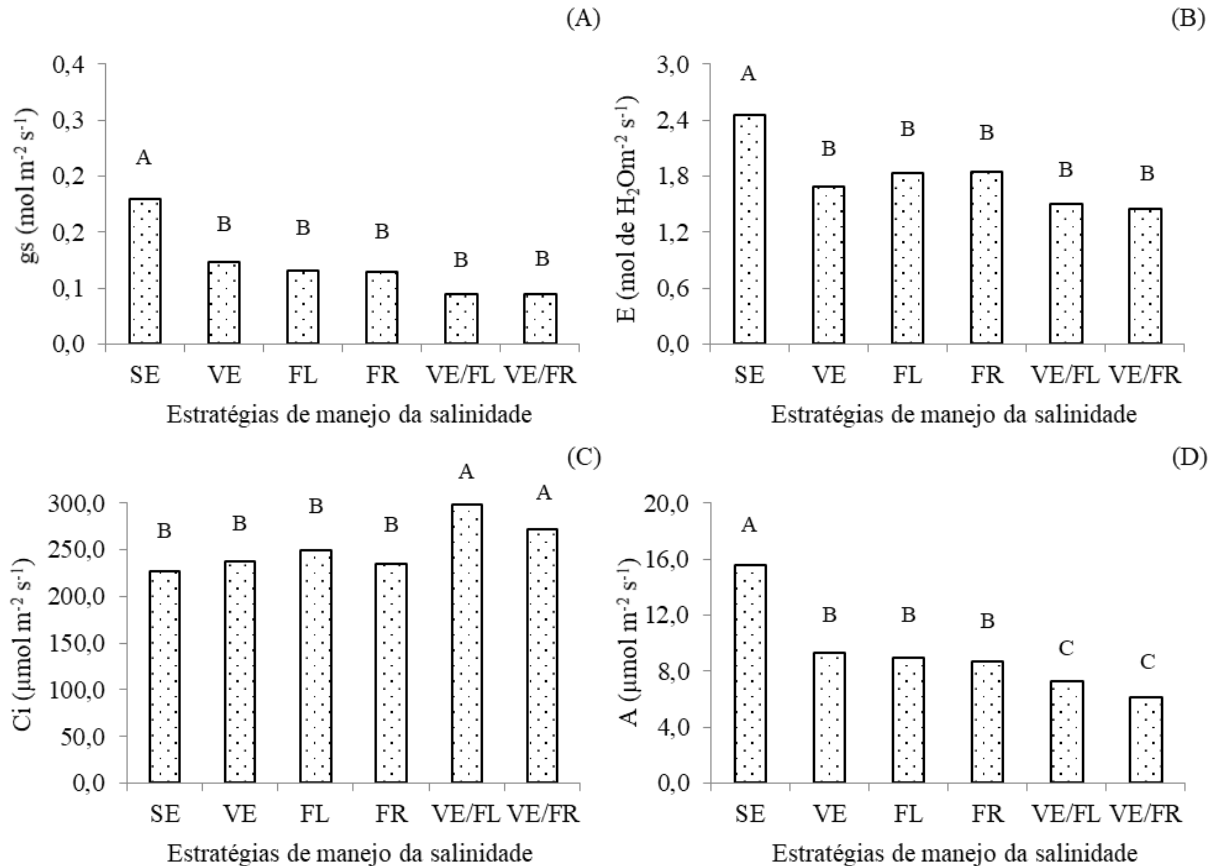 (A)
gs (mol m⁻² s⁻¹)
0,4
0,3
0,2
0,2
0,1
0,0
A
B
B
B
B
B
SE VE FL FR VE/FL VE/FR
Estratégias de manejo da salinidade
(B)
E (mol de H₂Om⁻² s⁻¹)
3,0
2,4
1,8
1,2
0,6
0,0
A
B
B
B
B
B
SE VE FL FR VE/FL VE/FR
Estratégias de manejo da salinidade
(C)
Ci (μmol m⁻² s⁻¹)
300,0
250,0
200,0
150,0
100,0
50,0
0,0
B
B
B
B
A
A
SE VE FL FR VE/FL VE/FR
Estratégias de manejo da salinidade
(D)
A (μmol m⁻² s⁻¹)
20,0
16,0
12,0
8,0
4,0
0,0
A
B
B
B
C
C
SE VE FL FR VE/FL VE/FR
Estratégias de manejo da salinidade